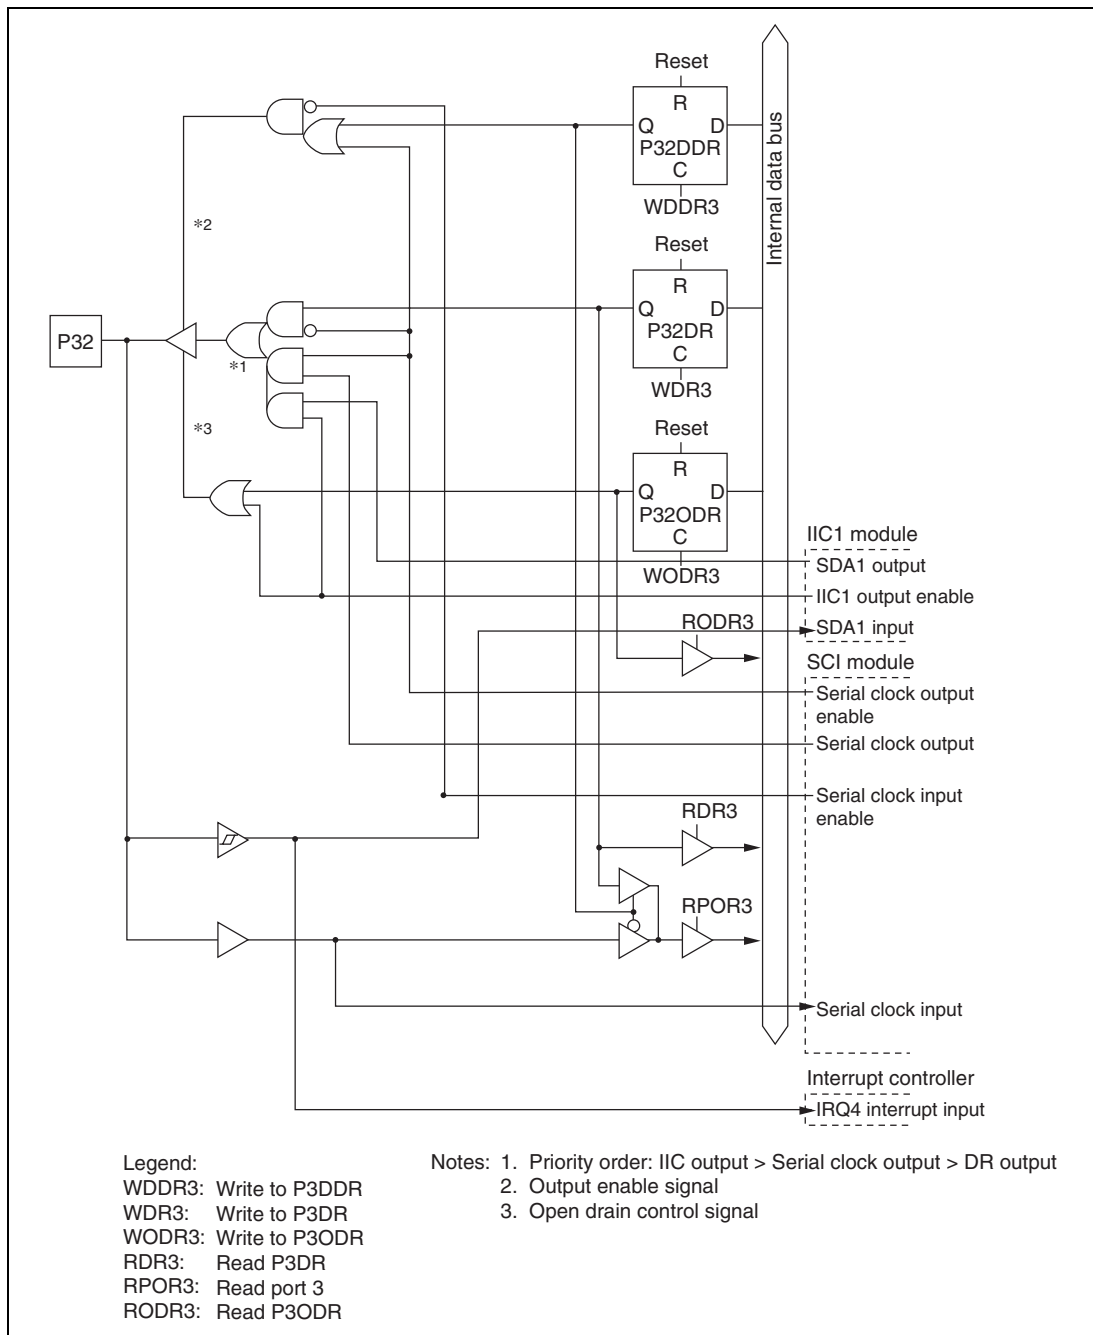 Reset
R
Q D
P32DDR
C
WDDR3
Internal data bus
*2
Reset
R
Q D
P32DR
C
WDR3
P32
*1
*3
Reset
R
Q D
P32ODR
C
WODR3
IIC1 module
SDA1 output
IIC1 output enable
SDA1 input
RODR3
SCI module
Serial clock output
enable
Serial clock output
Serial clock input
enable
RDR3
RPOR3
Serial clock input
Interrupt controller
IRQ4 interrupt input
Legend:
WDDR3: Write to P3DDR
WDR3: Write to P3DR
WODR3: Write to P3ODR
RDR3: Read P3DR
RPOR3: Read port 3
RODR3: Read P3ODR
Notes: 1. Priority order: IIC output > Serial clock output > DR output
2. Output enable signal
3. Open drain control signal